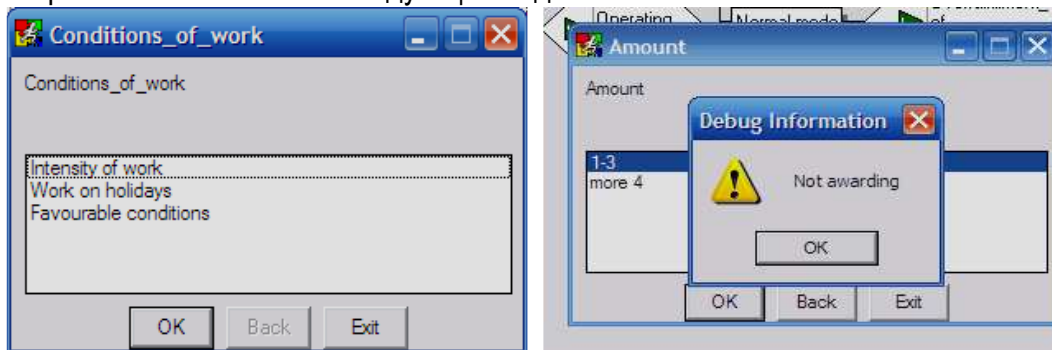 Conditions_of_work
Conditions_of_work
Intensity of work
Work on holidays
Favourable conditions
OK Back Exit
Operating Normal mode of
Amount
Amount
1-3
more 4
Debug Information
Not awarding
OK
OK Back Exit